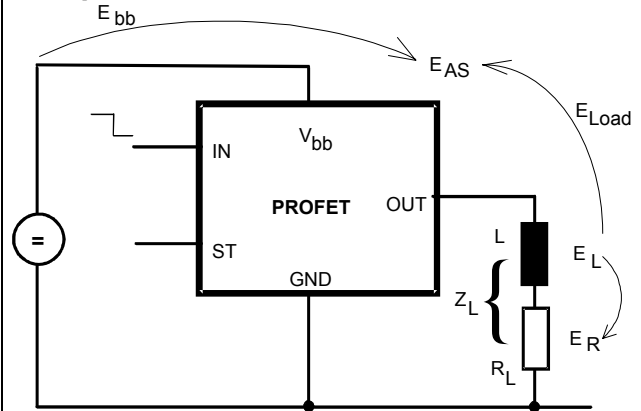 E bb
E AS
E Load
V bb
IN
PROFET
OUT
=
ST
L
E L
GND
Z L
{
E R
R L